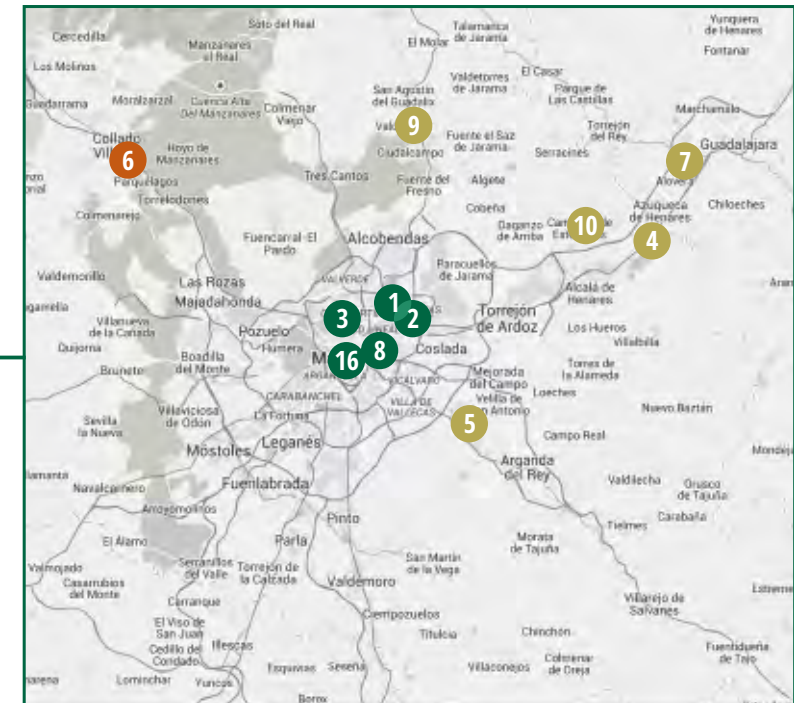 Soto del Real
Talamanca
de Jarama
Yunquera
de Henares
Cercedilla
Manzanares
el Real
El Molar
Fontanar
Los Molinos
Valdetorres
de Jarama
El Casar
Parque de
Las Castillas
San Agustín
del Guadalix
Guadarrama
Moralzarzal
Cuenca Alta
Del Manzanares
Colmenar
Viejo
Marchamalo
9
Torrejón
del Rey
Collado
Hoyo de
Manzanares
Ciudalcampo
Fuente el Saz
de Jarama
Serracines
Guadalajara
6
7
Parquelagos
Tres Cantos
Fuente del
Fresno
Algete
Alovera
Torrelodones
Azuqueca
de Henares
Chiloeches
Colmenarejo
Cobeña
Daganzo
de Arriba
10
4
Fuencarral-El
Pardo
Alcobendas
Valdemorillo
Paracuellos
de Jarama
Las Rozas
VALVERDE
Alcalá de
Henares
Majadahonda
1
2
3
Torrejón
de Ardoz
Villanueva
de la Cañada
Pozuelo
Los Hueros
Villalbilla
Quijorna
Humera
Boadilla
del Monte
8
16
Coslada
Brunete
Torres de
la Alameda
Mejorada
del Campo
VICÁLVARO
Loeches
CARABANCHEL
Velilla de
n Antonio
VILLA DE
VALLECAS
5
Nuevo Baztán
Sevilla
la Nueva
Villaviciosa
de Odón
La Fortuna
Campo Real
Leganés
Móstoles
Arganda
del Rey
Navalcarnero
Fuenlabrada
Valdilecha
Orusco
de Tajuña
Arroyomolinos
Pinto
Carabaña
Tielmes
El Álamo
Parla
Morata
de Tajuña
Valmojado
Serranillos
del Valle
Torrejón de
la Calzada
San Martín
de la Vega
Casarrubios
del Monte
Valdemoro
Carranque
Villarejo de
Salvanés
Ciempozuelos
El Viso de
San Juan
Titulcia
Chinchón
Cedillo del
Condado
Illescas
Fuentidueña
de Tajo
Esquivias
Seseña
Villaconejos
Colmenar
de Oreja
Lominchar
Yuncos
Borox